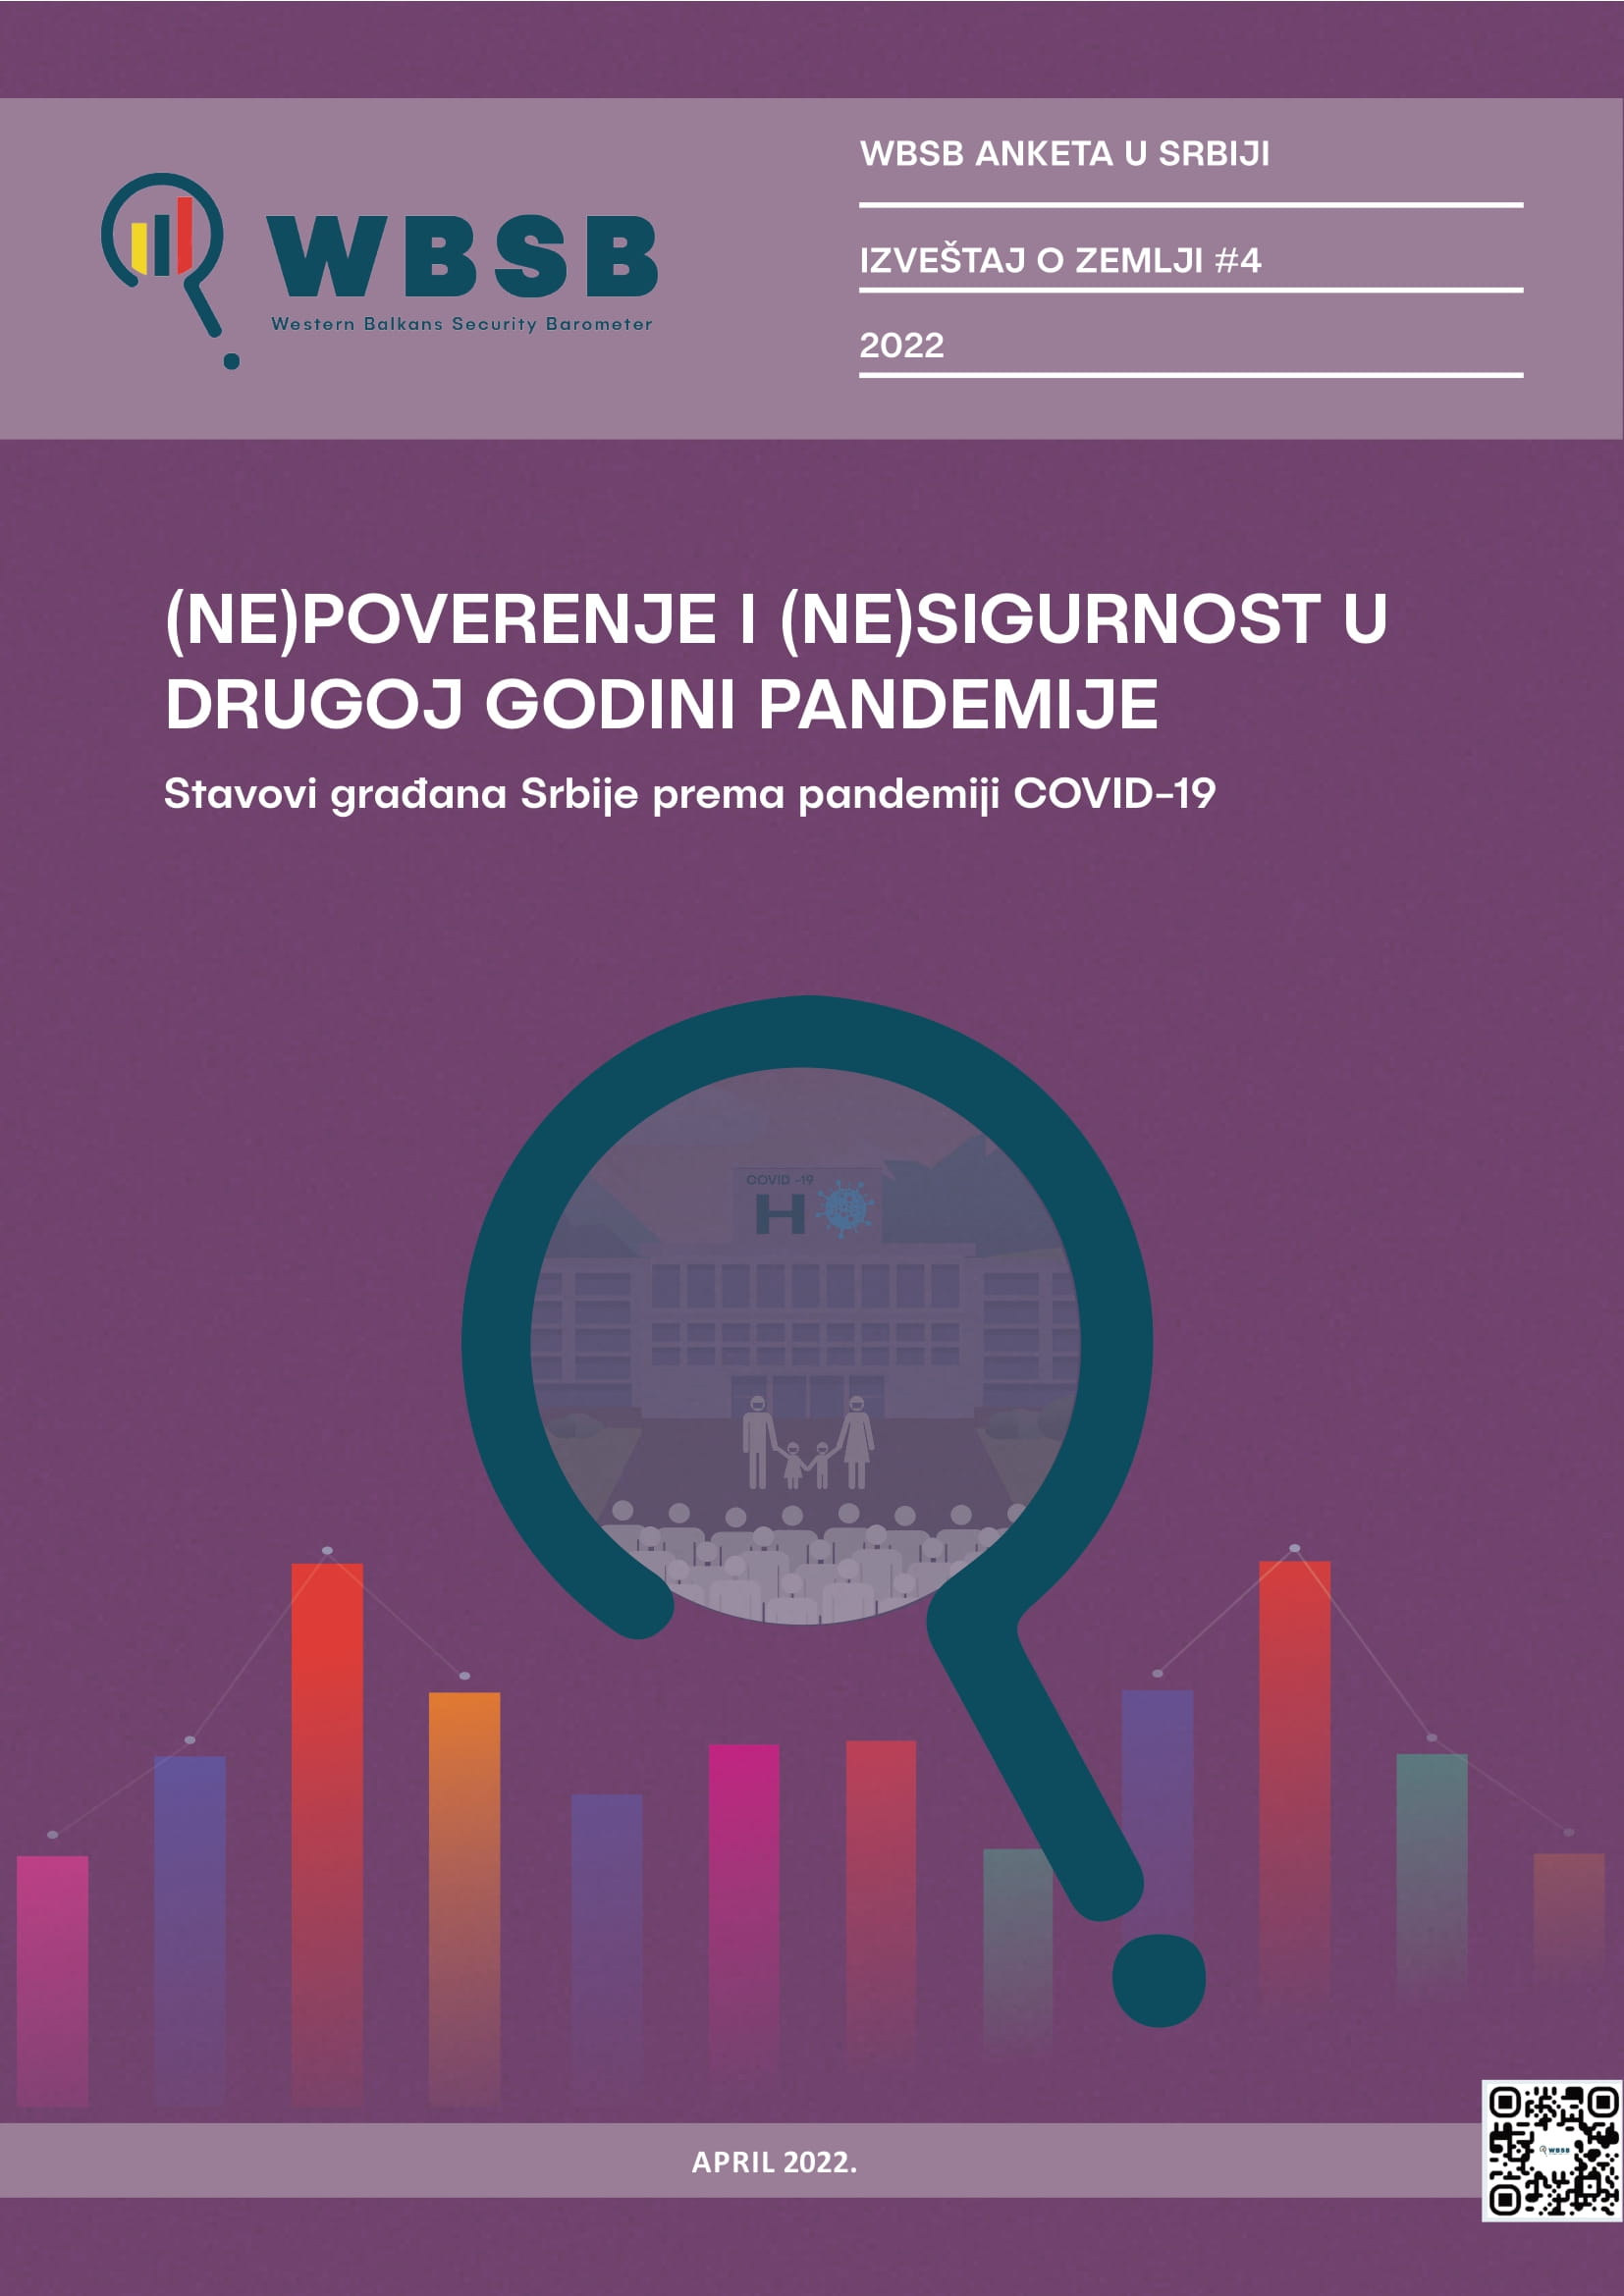 WBSB
Western Balkans Security Barometer
WBSB ANKETA U SRBIJI
IZVEŠTAJ O ZEMLJI #4
2022
(NE)POVERENJE I (NE)SIGURNOST U
DRUGOJ GODINI PANDEMIJE
Stavovi građana Srbije prema pandemiji COVID-19
COVID -19
H
APRIL 2022.
WBSB